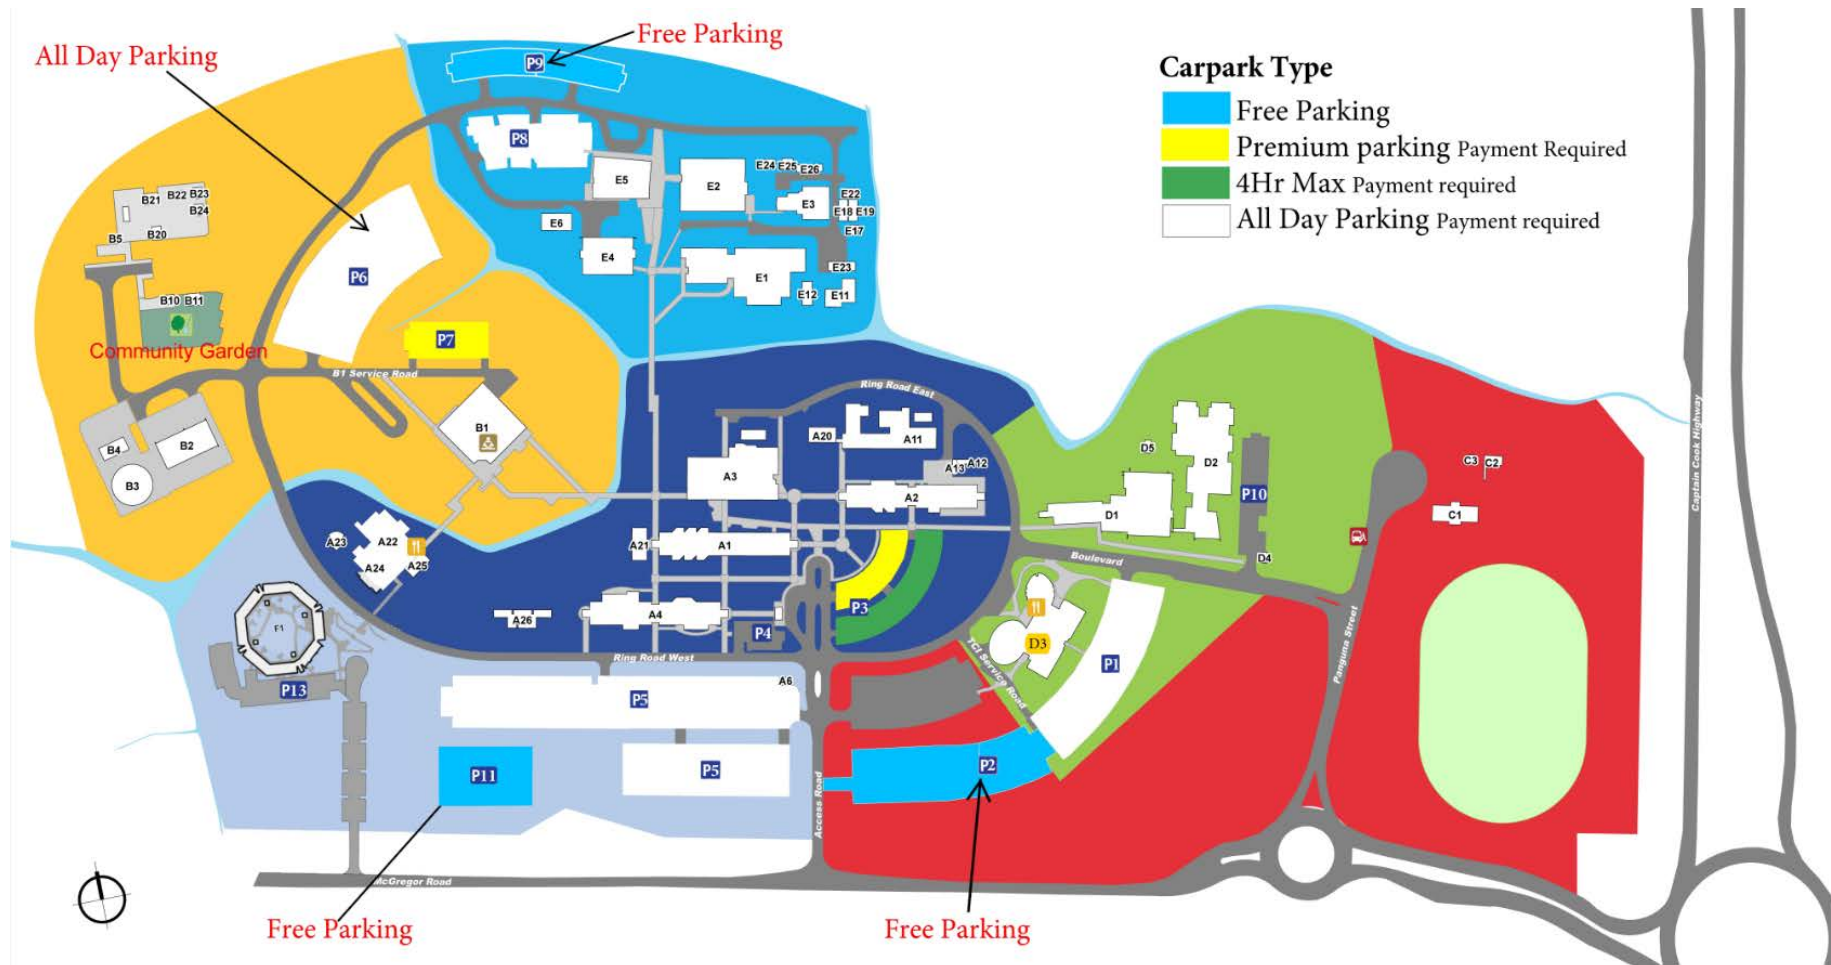 Free Parking
All Day Parking
P9
Carpark Type
Free Parking
Premium parking Payment Required
4Hr Max Payment required
All Day Parking Payment required
P8
E5
E2
E24
E25
E26
E3
E22
E18
E19
E17
E6
E4
E1
E23
E12
E11
B21
B22
B23
B24
B20
B5
B10
B11
Community Garden
P6
P7
B1 Service Road
B1
B4
B2
B3
Ring Road East
A20
A11
A3
A13
A12
A2
A21
A1
A23
A22
A24
A25
A26
A4
P4
P3
Ring Road West
D5
D2
P10
D1
D4
Boulevard
D3
TCI Service Road
P1
C3
C2
C1
Panguna Street
Captain Cook Highway
F1
P13
A6
P5
P11
P5
P2
Access Road
McGregor Road
Free Parking
Free Parking